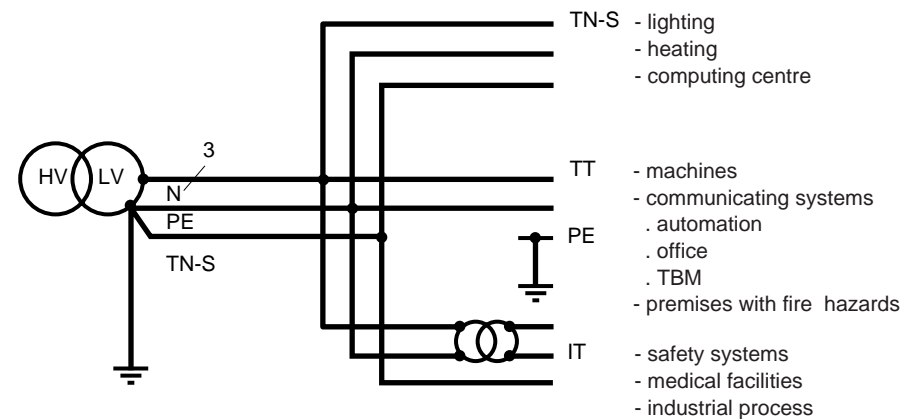 TN-S - lighting
- heating
- computing centre
3
HV LV
TT - machines
N
- communicating systems
PE
. automation
PE
. office
TN-S
. TBM
- premises with fire hazards
IT - safety systems
- medical facilities
- industrial process